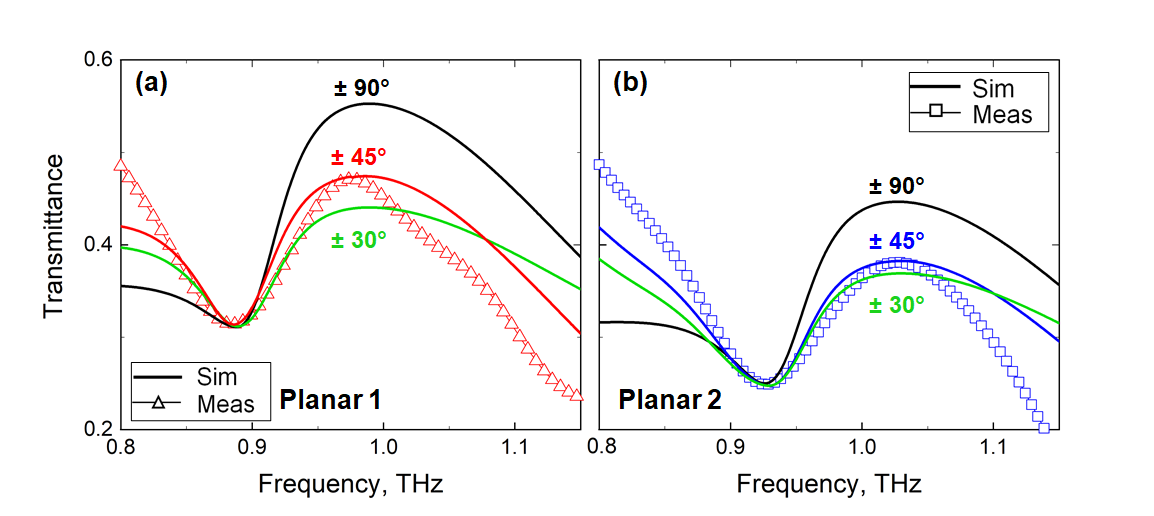 Transmittance
0.6
0.4
0.2
(a)
± 90°
± 45°
± 30°
Sim
Meas
Planar 1
0.8
0.9
1.0
1.1
Frequency, THz
(b)
Sim
Meas
± 90°
± 45°
± 30°
Planar 2
0.8
0.9
1.0
1.1
Frequency, THz